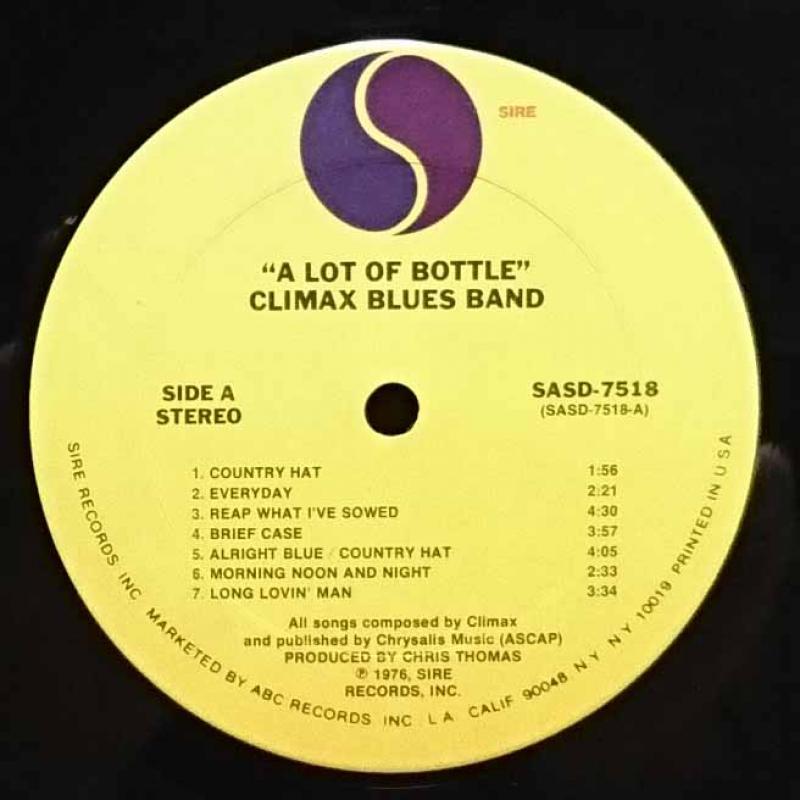 SIRE
"A LOT OF BOTTLE"
CLIMAX BLUES BAND
SIDE A
STEREO
SASD-7518
(SASD-7518-A)
1. COUNTRY HAT 1:56
2. EVERYDAY 2:21
3. REAP WHAT I'VE SOWED 4:30
4. BRIEF CASE 3:57
5. ALRIGHT BLUE / COUNTRY HAT 4:05
6. MORNING NOON AND NIGHT 2:33
7. LONG LOVIN' MAN 3:34
All songs composed by Climax
and published by Chrysalis Music (ASCAP)
PRODUCED BY CHRIS THOMAS
℗ 1976, SIRE
RECORDS, INC.
SIRE RECORDS, INC. MARKETED BY ABC RECORDS INC. L.A. CALIF 90048 N.Y. N.Y. 10019 PRINTED IN USA